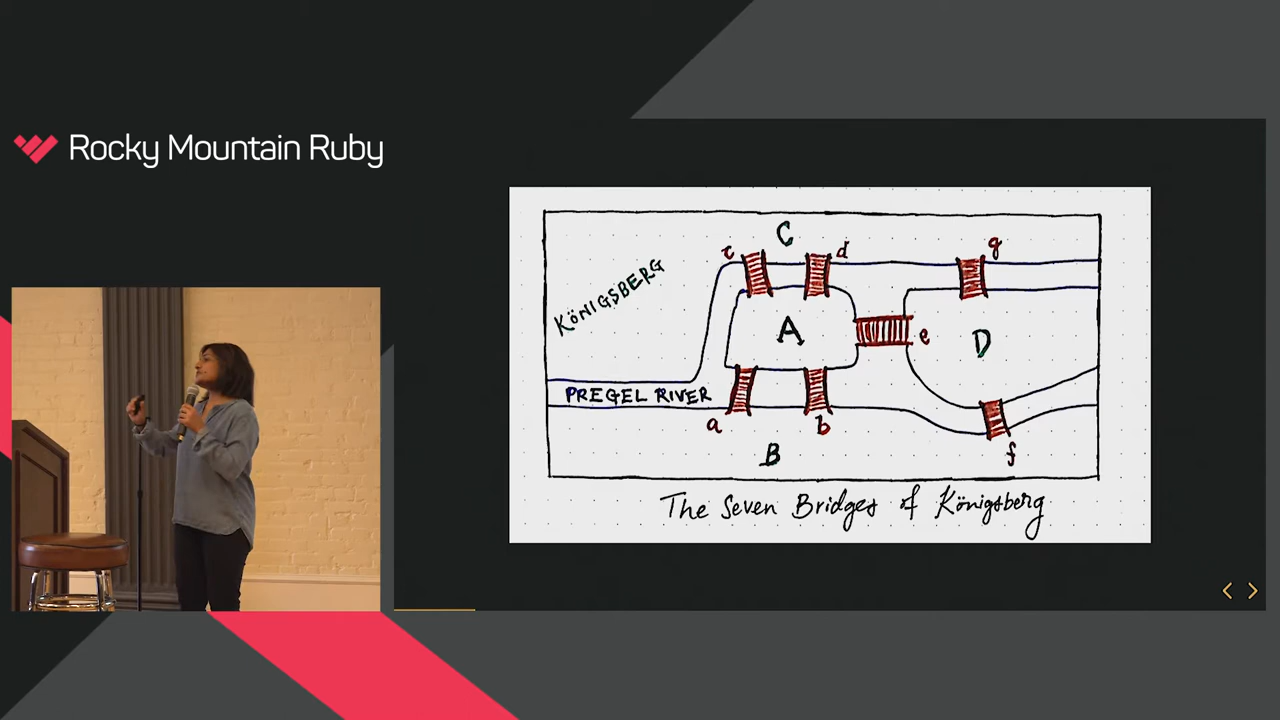 Rocky Mountain Ruby
C
c
d
g
KÖNIGSBERG
A
e
D
PREGEL RIVER
a
b
B
f
The Seven Bridges of Königsberg